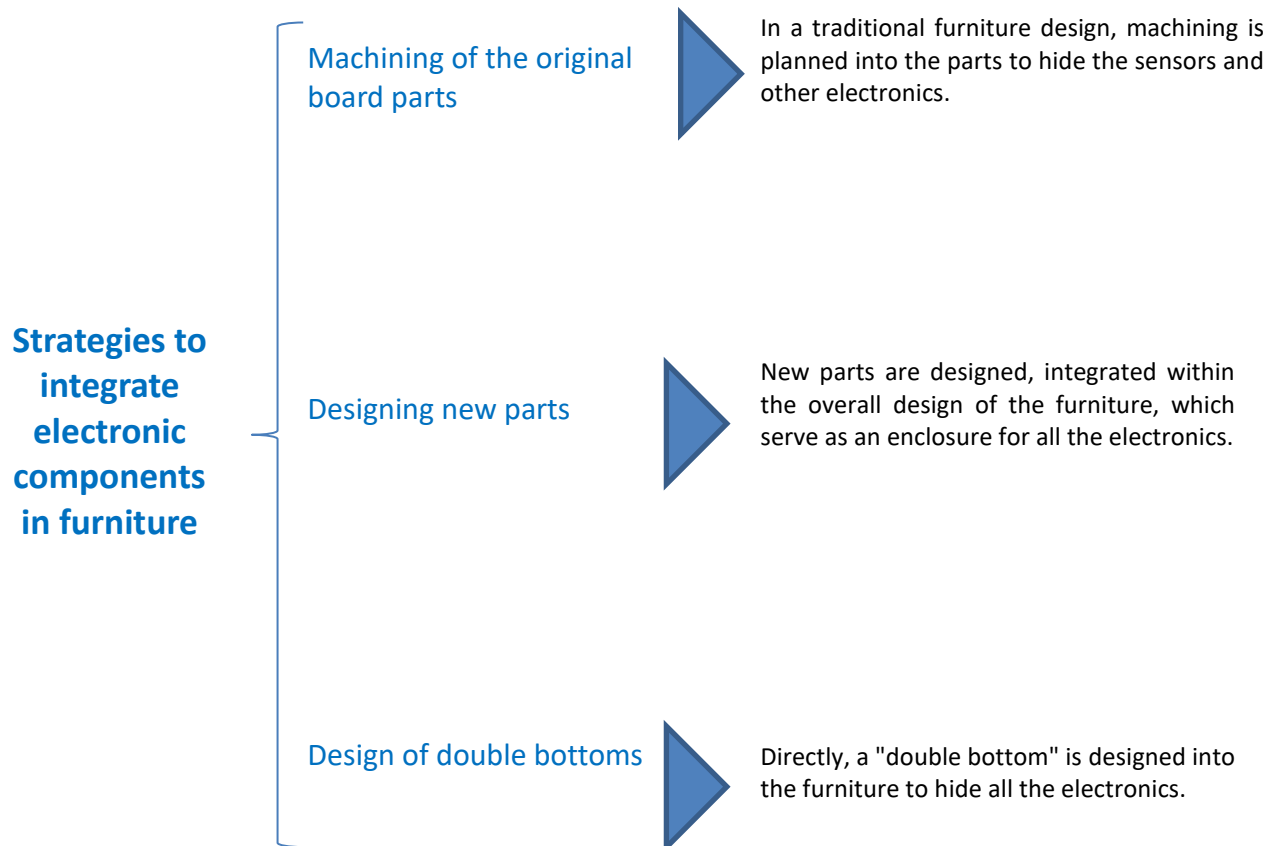 Strategies to
integrate
electronic
components
in furniture
Machining of the original
board parts
In a traditional furniture design, machining is
planned into the parts to hide the sensors and
other electronics.
Designing new parts
New parts are designed, integrated within
the overall design of the furniture, which
serve as an enclosure for all the electronics.
Design of double bottoms
Directly, a "double bottom" is designed into
the furniture to hide all the electronics.